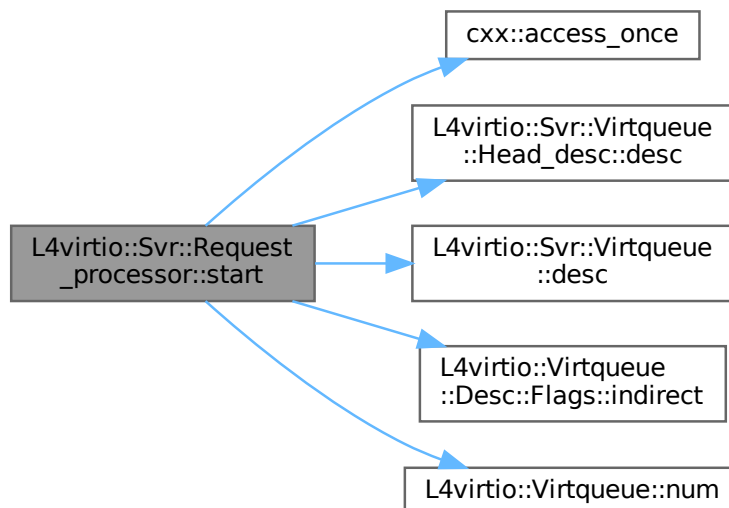 cxx::access_once
L4virtio::Svr::Virtqueue
::Head_desc::desc
L4virtio::Svr::Request
_processor::start
L4virtio::Svr::Virtqueue
::desc
L4virtio::Virtqueue
::Desc::Flags::indirect
L4virtio::Virtqueue::num